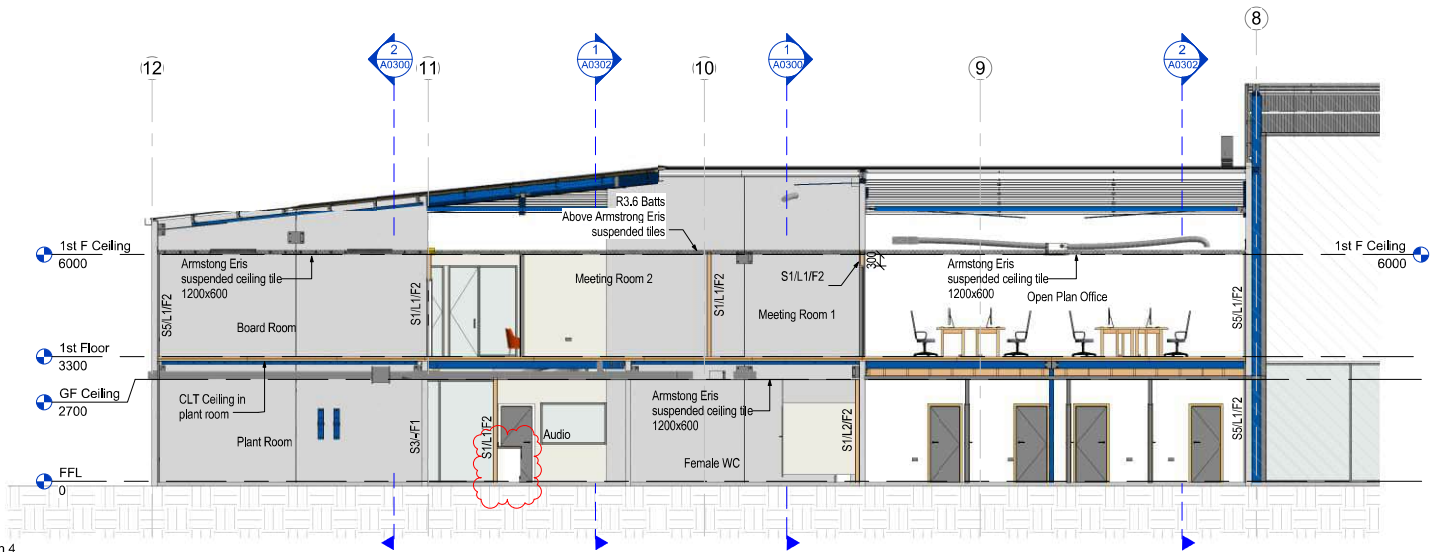 8
2
A0300
1
A0302
1
A0300
2
A0302
12
11
10
9
R3.6 Batts
Above Armstrong Eris
suspended tiles
1st F Ceiling
6000
1st F Ceiling
6000
Armstong Eris
suspended ceiling tile
1200x600
Meeting Room 2
S1/L1/F2
300
Armstong Eris
suspended ceiling tile
1200x600
Open Plan Office
S5/L1/F2
Board Room
S1/L1/F2
S1/L1/F2
Meeting Room 1
S5/L1/F2
1st Floor
3300
GF Ceiling
2700
CLT Ceiling in
plant room
Armstong Eris
suspended ceiling tile
1200x600
Plant Room
S3/-/F1
S1/L1/F2
Audio
Female WC
S1/L2/F2
S5/L1/F2
FFL
0
n 4